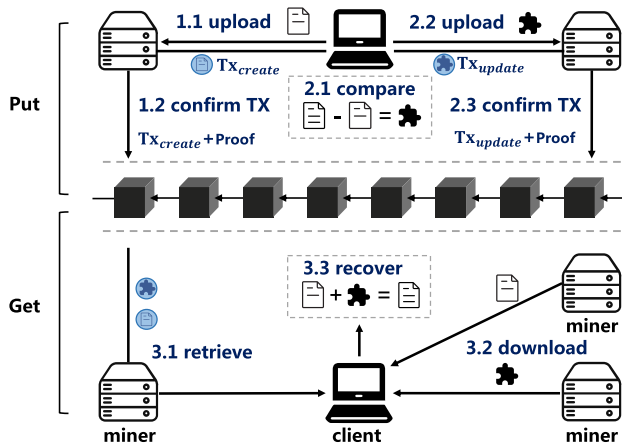 1.1 upload
2.2 upload
Tx_create
Tx_update
2.1 compare
- =
Put
1.2 confirm TX
2.3 confirm TX
Tx_create + Proof
Tx_update + Proof
3.3 recover
+ =
Get
miner
3.1 retrieve
3.2 download
miner
client
miner